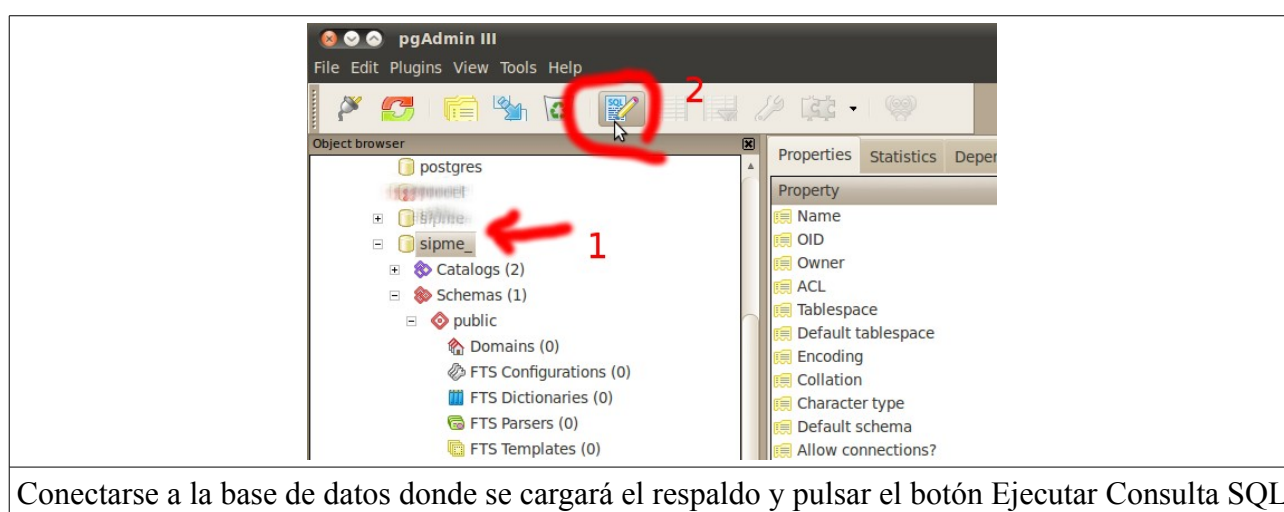 pgAdmin III
File Edit Plugins View Tools Help
SQL
2
Object browser
Properties Statistics Depen
postgres
Property
Name
sipme_
1
OID
Owner
Catalogs (2)
ACL
Schemas (1)
Tablespace
public
Default tablespace
Domains (0)
Encoding
FTS Configurations (0)
Collation
FTS Dictionaries (0)
Character type
FTS Parsers (0)
Default schema
FTS Templates (0)
Allow connections?
Conectarse a la base de datos donde se cargará el respaldo y pulsar el botón Ejecutar Consulta SQL